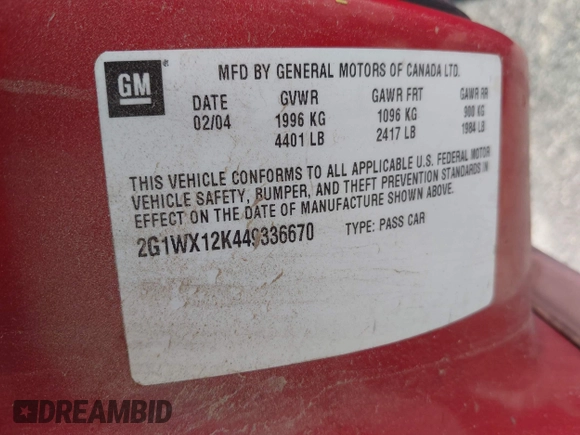 GM ®
MFD BY GENERAL MOTORS OF CANADA LTD.
DATE GVWR GAWR FRT GAWR RR
02/04 1996 KG 1096 KG 900 KG
4401 LB 2417 LB 1984 LB
THIS VEHICLE CONFORMS TO ALL APPLICABLE U.S. FEDERAL MOTOR
VEHICLE SAFETY, BUMPER, AND THEFT PREVENTION STANDARDS IN
EFFECT ON THE DATE OF MANUFACTURE SHOWN ABOVE.
2G1WX12K449336670 TYPE: PASS CAR
DREAMBID